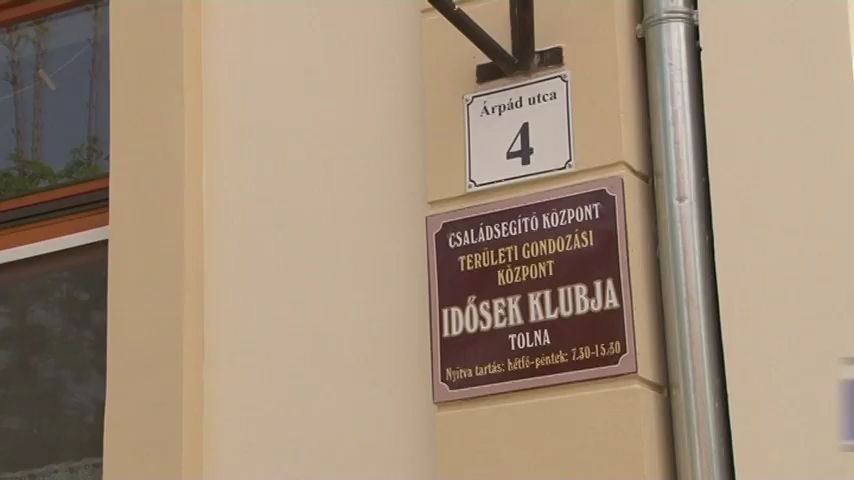 Árpád utca
4
CSALÁDSEGÍTŐ KÖZPONT
TERÜLETI GONDOZÁSI
KÖZPONT
IDŐSEK KLUBJA
TOLNA
Nyitva tartás: hétfő-péntek: 7.30-15.30